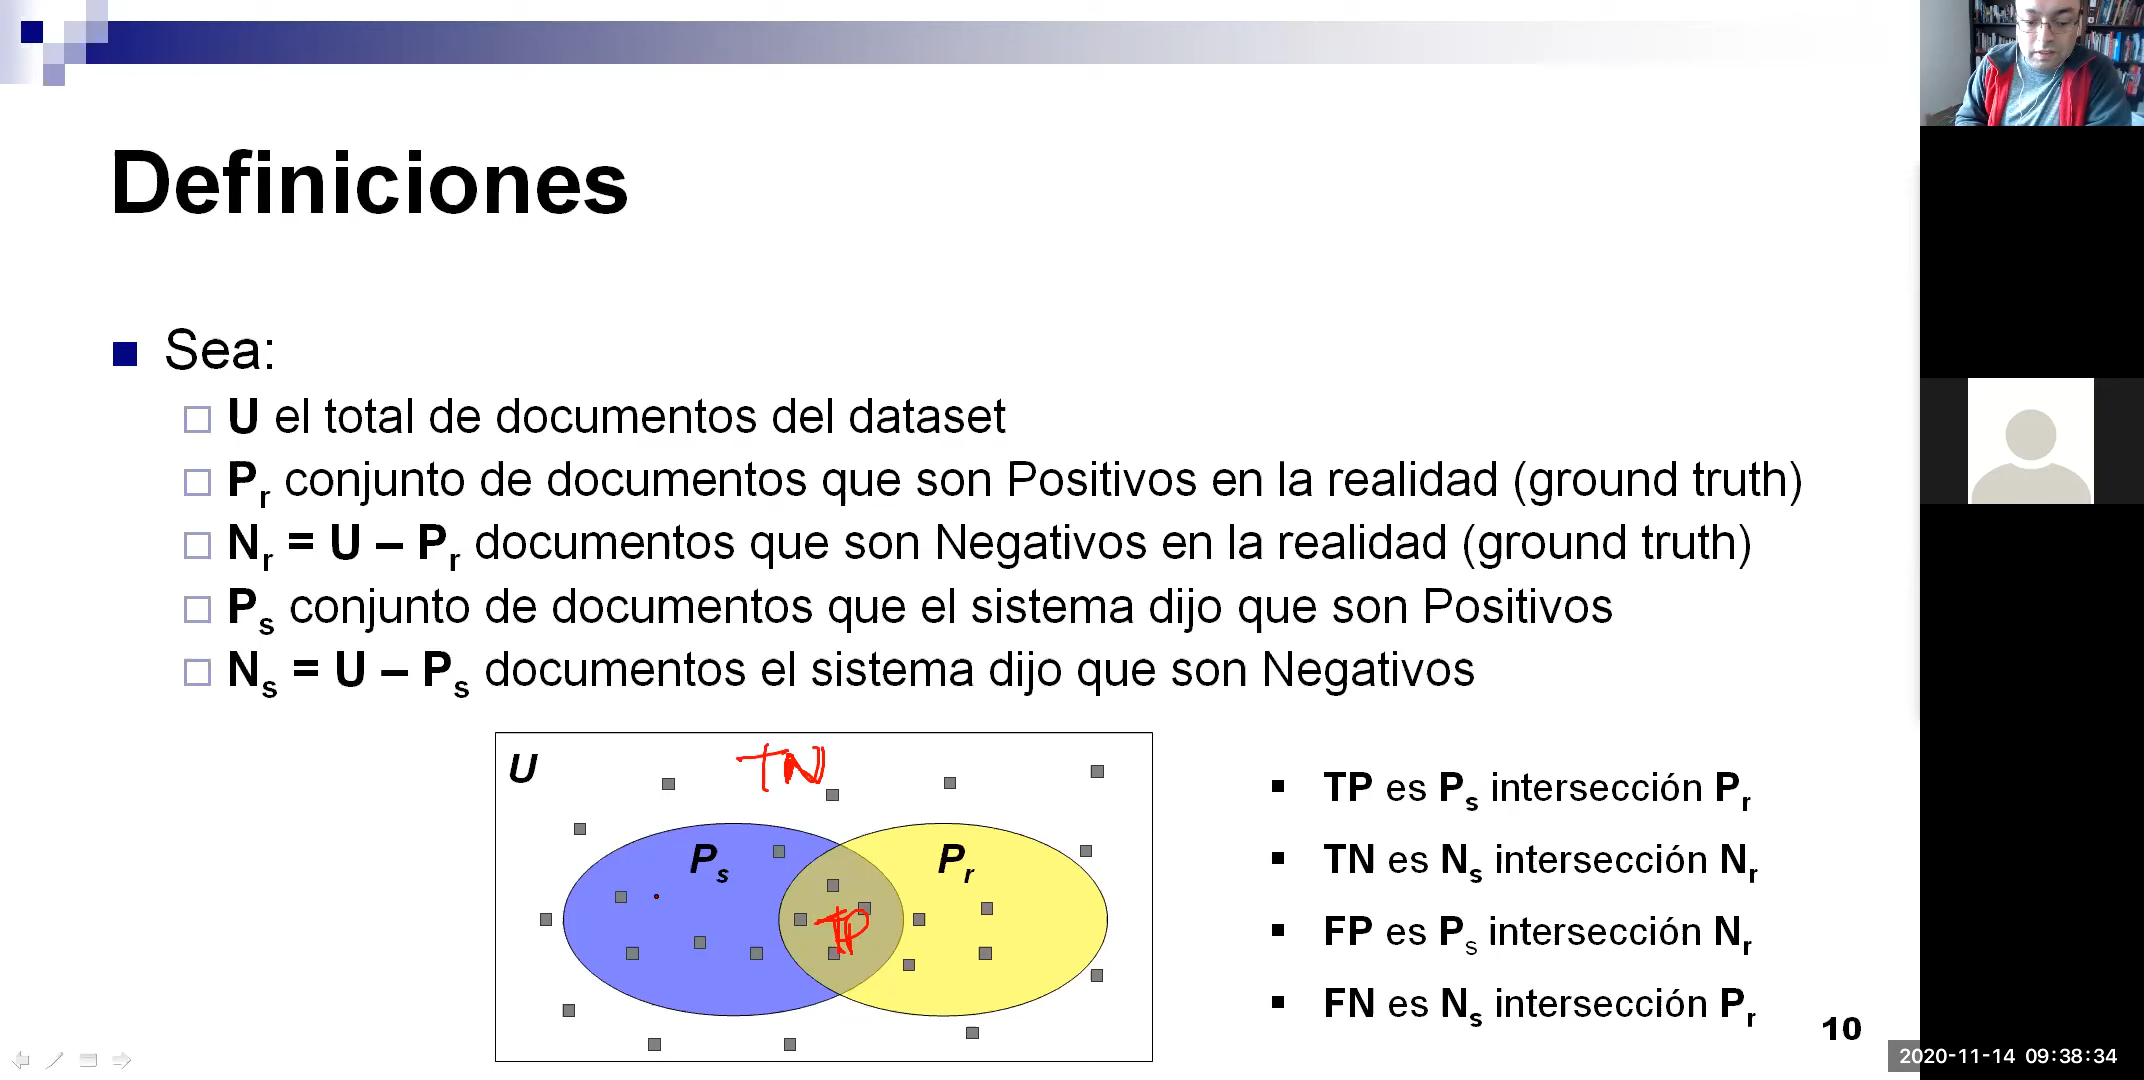 Definiciones
Sea:
U el total de documentos del dataset
Pr conjunto de documentos que son Positivos en la realidad (ground truth)
Nr = U – Pr documentos que son Negativos en la realidad (ground truth)
Ps conjunto de documentos que el sistema dijo que son Positivos
Ns = U – Ps documentos el sistema dijo que son Negativos
U
TN
Ps
Pr
TP
TP es Ps intersección Pr
TN es Ns intersección Nr
FP es Ps intersección Nr
FN es Ns intersección Pr
10
2020-11-14 09:38:34